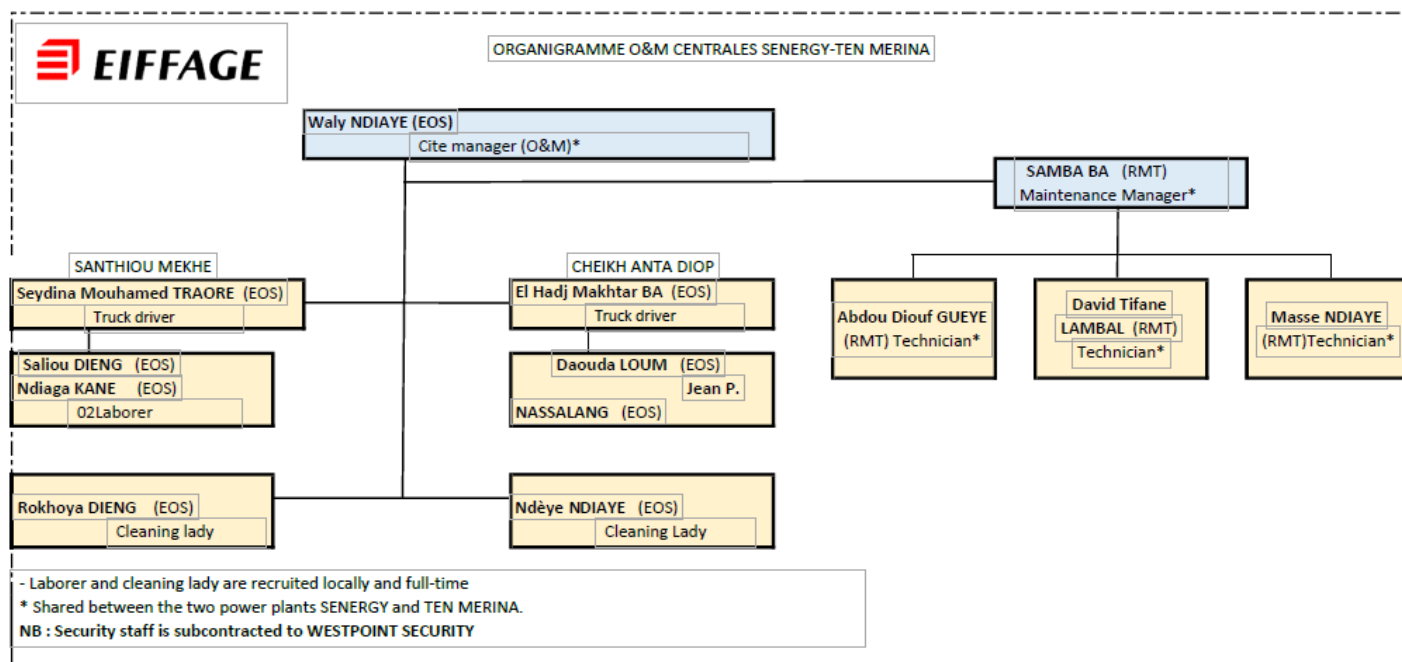 EIFFAGE
ORGANIGRAMME O&M CENTRALES SENERGY-TEN MERINA
Waly NDIAYE (EOS)
Cite manager (O&M)*
SAMBA BA (RMT)
Maintenance Manager*
SANTHIOU MEKHE
Seydina Mouhamed TRAORE (EOS)
Truck driver
Saliou DIENG (EOS)
Ndiaga KANE (EOS)
02Laborer
CHEIKH ANTA DIOP
El Hadj Makhtar BA (EOS)
Truck driver
Daouda LOUM (EOS)
Jean P.
NASSALANG (EOS)
Abdou Diouf GUEYE
(RMT) Technician*
David Tifane
LAMBAL (RMT)
Technician*
Masse NDIAYE
(RMT)Technician*
Rokhoya DIENG (EOS)
Cleaning lady
Ndèye NDIAYE (EOS)
Cleaning Lady
- Laborer and cleaning lady are recruited locally and full-time
* Shared between the two power plants SENERGY and TEN MERINA.
NB : Security staff is subcontracted to WESTPOINT SECURITY